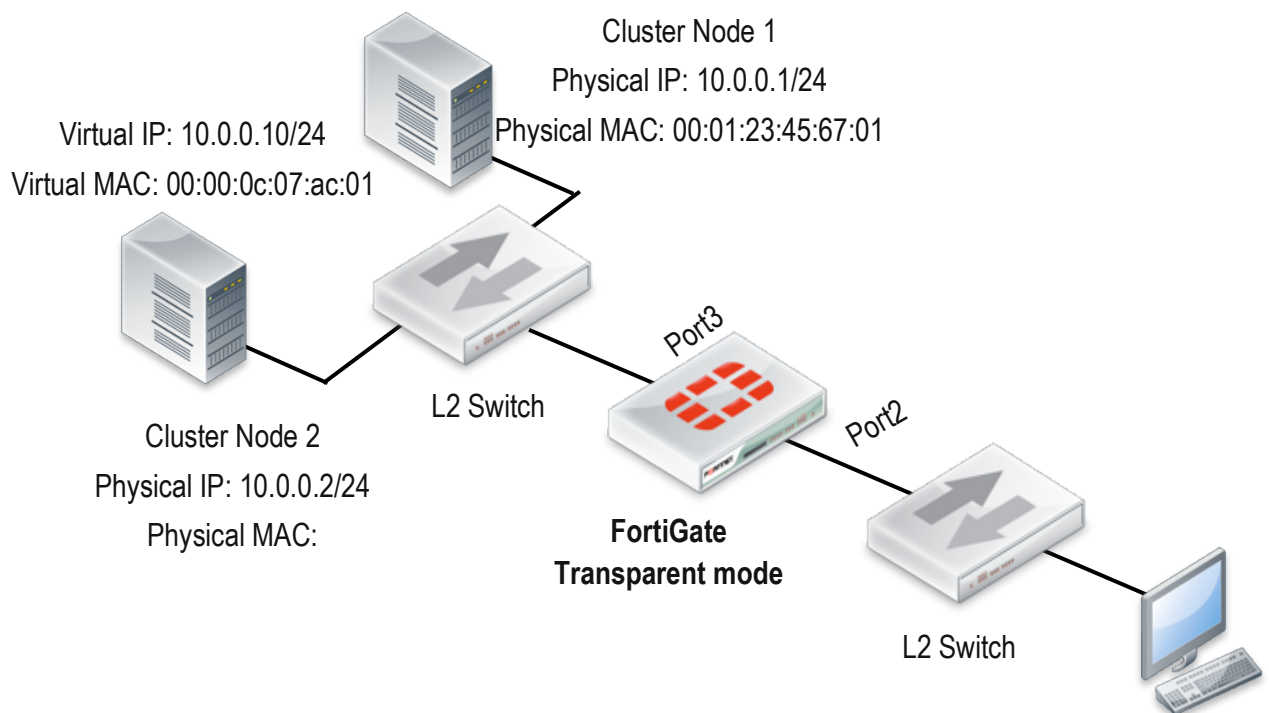 Cluster Node 1
Physical IP: 10.0.0.1/24
Physical MAC: 00:01:23:45:67:01
Virtual IP: 10.0.0.10/24
Virtual MAC: 00:00:0c:07:ac:01
Port3
L2 Switch
Port2
Cluster Node 2
Physical IP: 10.0.0.2/24
Physical MAC:
FortiGate
Transparent mode
L2 Switch